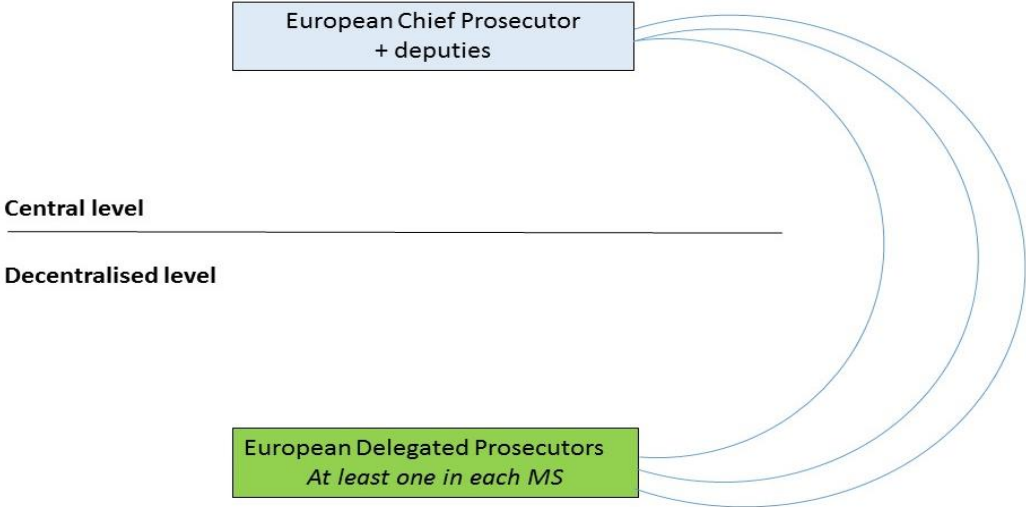 European Chief Prosecutor
+ deputies
Central level
Decentralised level
European Delegated Prosecutors
At least one in each MS